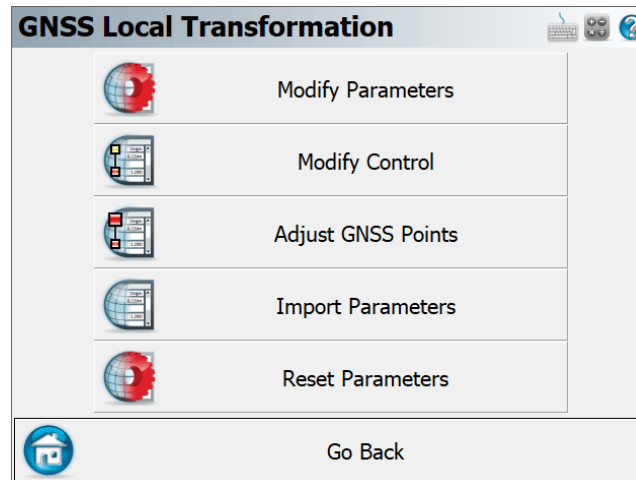 GNSS Local Transformation
Modify Parameters
Modify Control
Adjust GNSS Points
Import Parameters
Reset Parameters
Go Back